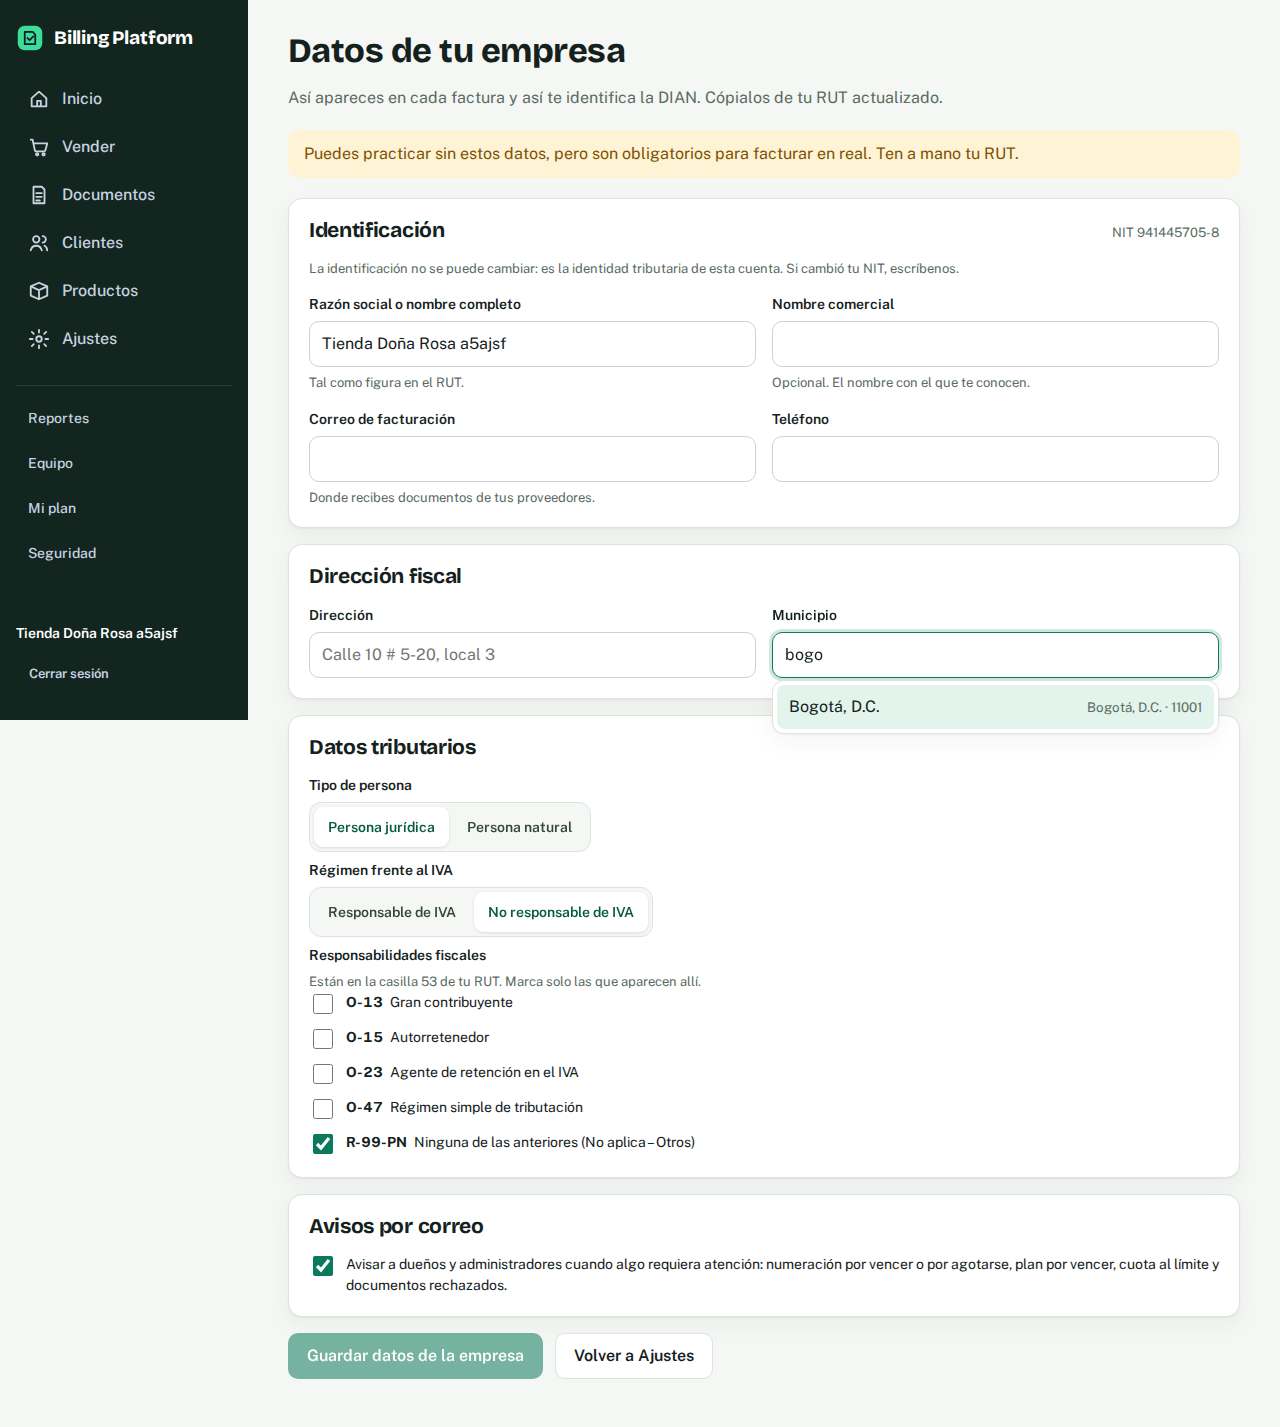 Billing Platform
Inicio
Vender
Documentos
Clientes
Productos
Ajustes
Reportes
Equipo
Mi plan
Seguridad
Tienda Doña Rosa a5ajsf
Cerrar sesión
Datos de tu empresa
Así apareces en cada factura y así te identifica la DIAN. Cópialos de tu RUT actualizado.
Puedes practicar sin estos datos, pero son obligatorios para facturar en real. Ten a mano tu RUT.
Identificación
NIT 941445705-8
La identificación no se puede cambiar: es la identidad tributaria de esta cuenta. Si cambió tu NIT, escríbenos.
Razón social o nombre completo
Nombre comercial
Tienda Doña Rosa a5ajsf
Tal como figura en el RUT.
Opcional. El nombre con el que te conocen.
Correo de facturación
Teléfono
Donde recibes documentos de tus proveedores.
Dirección fiscal
Dirección
Municipio
Calle 10 # 5-20, local 3
bogo
Bogotá, D.C.
Bogotá, D.C. · 11001
Datos tributarios
Tipo de persona
Persona jurídica
Persona natural
Régimen frente al IVA
Responsable de IVA
No responsable de IVA
Responsabilidades fiscales
Están en la casilla 53 de tu RUT. Marca solo las que aparecen allí.
O-13 Gran contribuyente
O-15 Autorretenedor
O-23 Agente de retención en el IVA
O-47 Régimen simple de tributación
R-99-PN Ninguna de las anteriores (No aplica – Otros)
Avisos por correo
Avisar a dueños y administradores cuando algo requiera atención: numeración por vencer o por agotarse, plan por vencer, cuota al límite y
documentos rechazados.
Guardar datos de la empresa
Volver a Ajustes